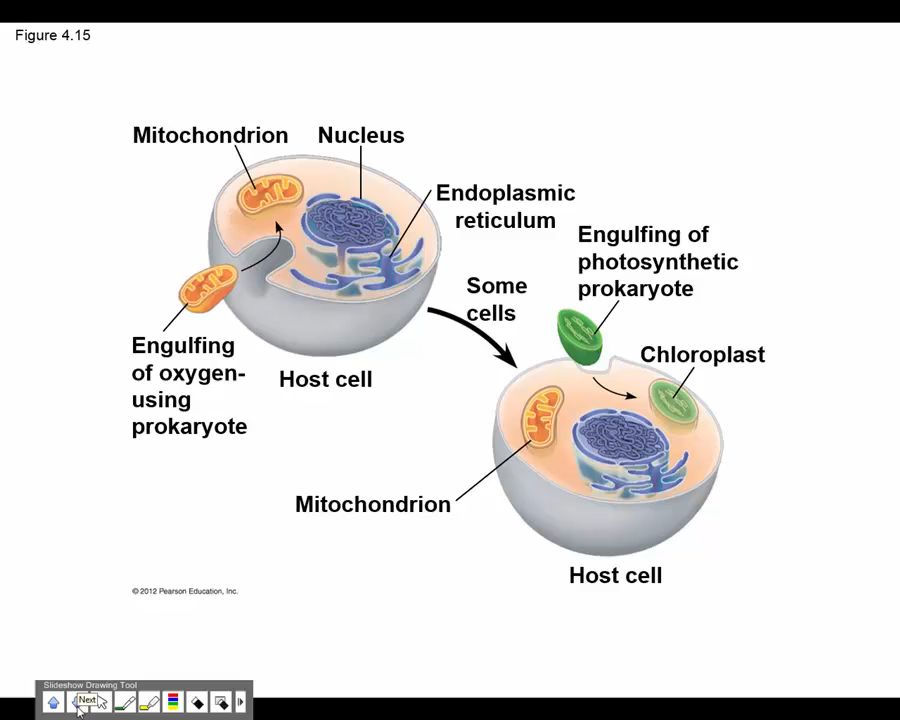 Figure 4.15
Mitochondrion
Nucleus
Endoplasmic
reticulum
Engulfing of
photosynthetic
prokaryote
Some
cells
Engulfing
of oxygen-
using
prokaryote
Host cell
Chloroplast
Mitochondrion
Host cell
© 2012 Pearson Education, Inc.
Slideshow Drawing Tool
Next